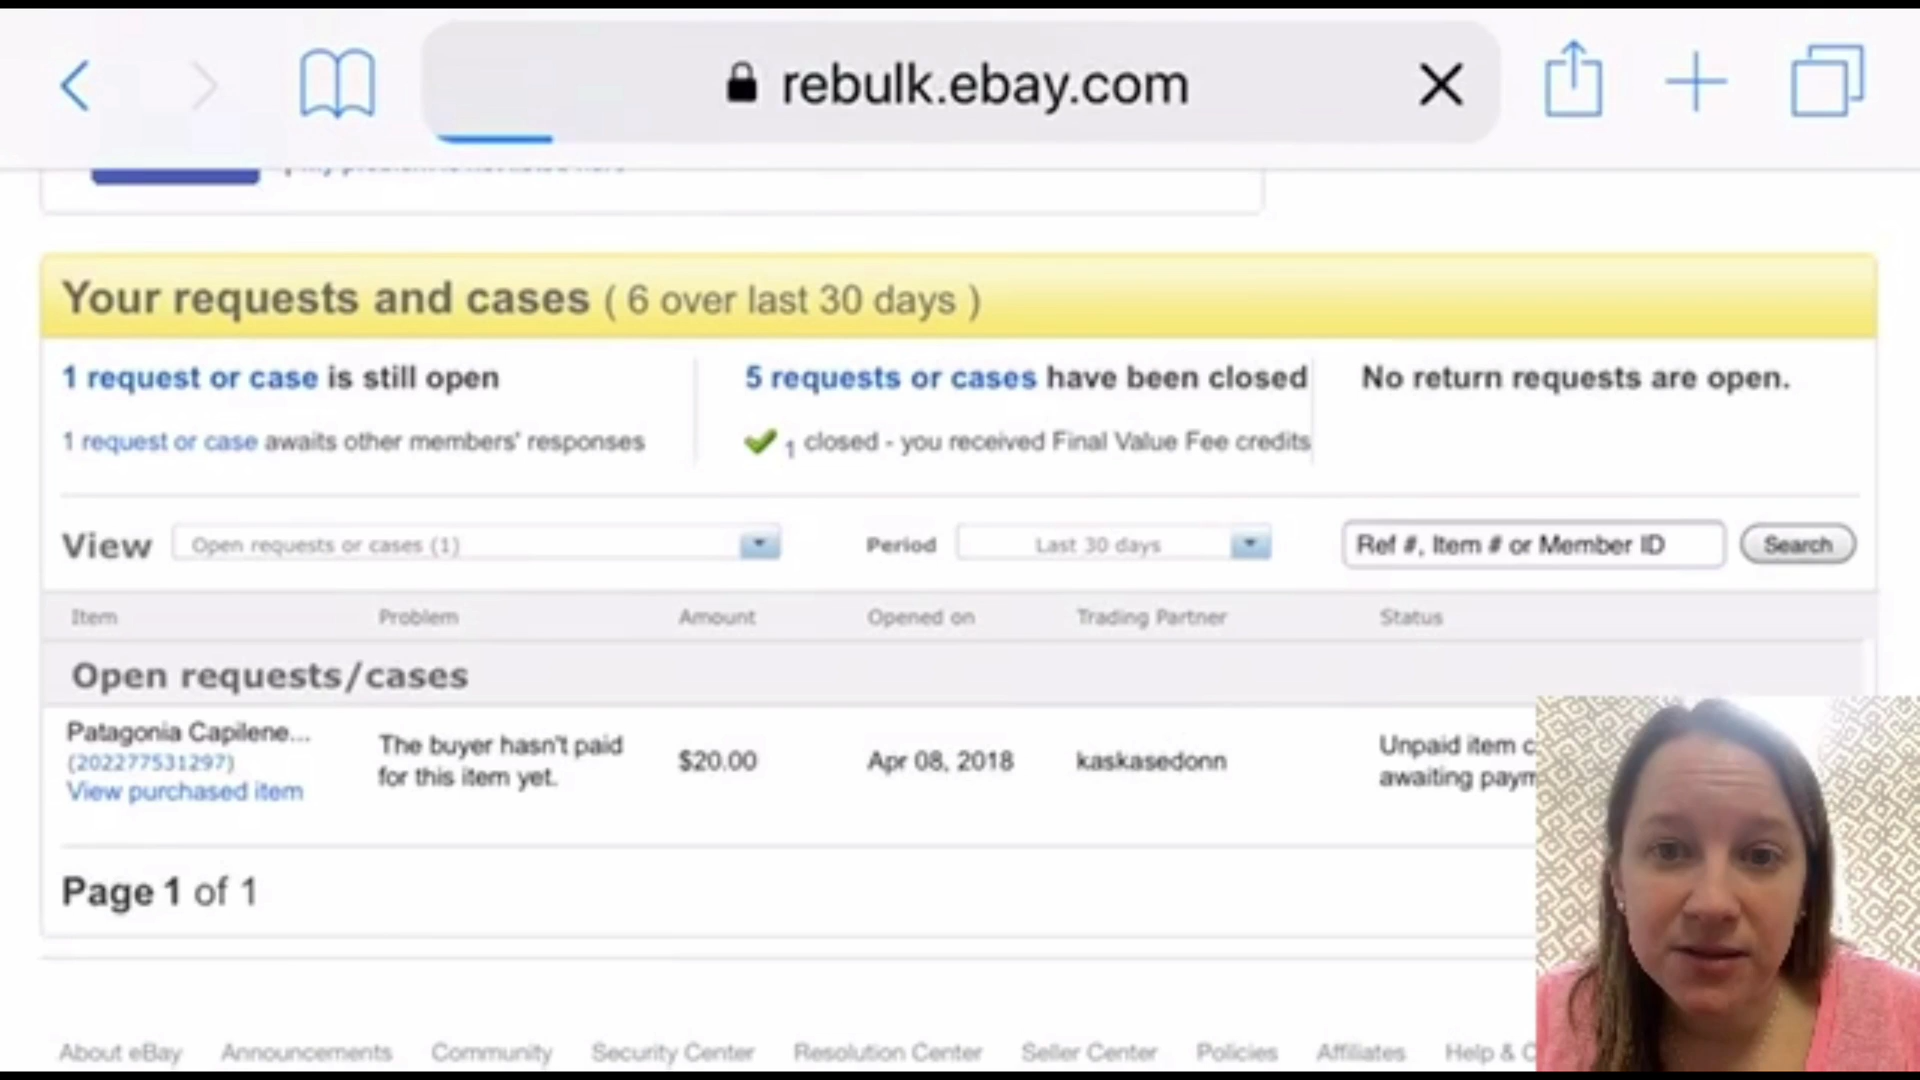 rebulk.ebay.com
Your requests and cases ( 6 over last 30 days )
1 request or case is still open
1 request or case awaits other members' responses
5 requests or cases have been closed
1 closed - you received Final Value Fee credits
No return requests are open.
View Open requests or cases (1) Period Last 30 days Ref #, Item # or Member ID Search
Item Problem Amount Opened on Trading Partner Status
Open requests/cases
Patagonia Capilene...
(202277531297)
View purchased item
The buyer hasn't paid
for this item yet.
$20.00
Apr 08, 2018
kaskasedonn
Unpaid item c
awaiting paym
Page 1 of 1
About eBay Announcements Community Security Center Resolution Center Seller Center Policies Affiliates Help & C